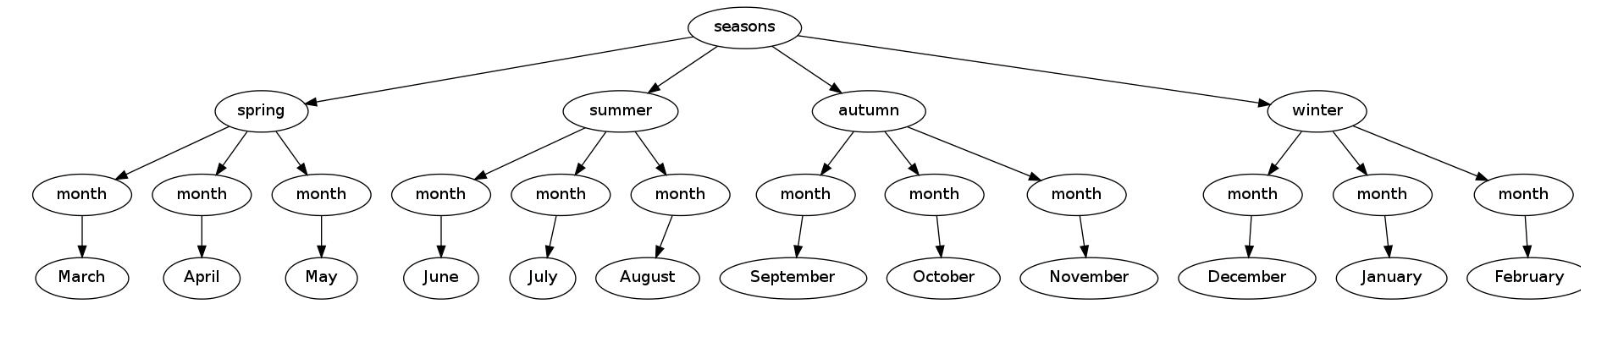 seasons
spring summer autumn winter
month month month month month month month month month month month month
March April May June July August September October November December January February